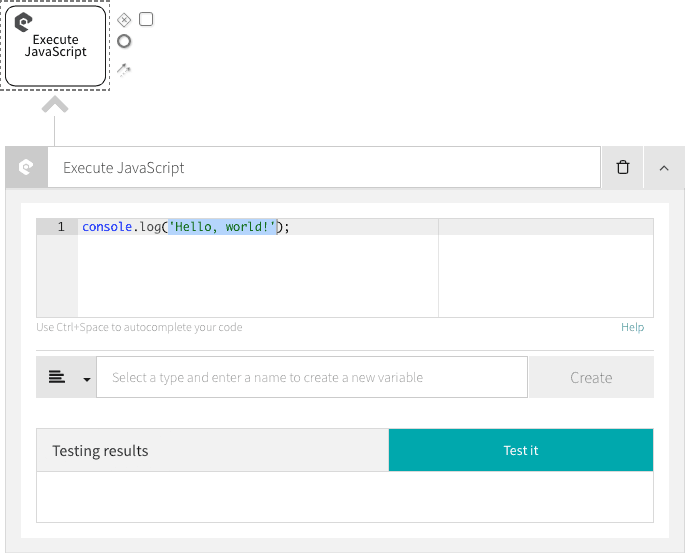 Execute
JavaScript
Execute JavaScript
1 console.log('Hello, world!');
Use Ctrl+Space to autocomplete your code
Help
Select a type and enter a name to create a new variable
Create
Testing results
Test it